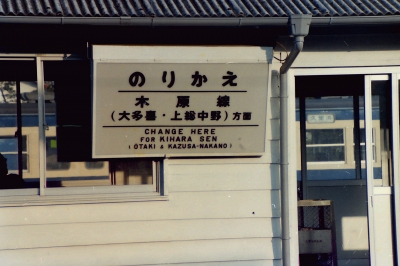 のりかえ
木原線
(大多喜・上総中野)方面
CHANGE HERE
FOR KIHARA SEN
(OTAKI & KAZUSA-NAKANO)